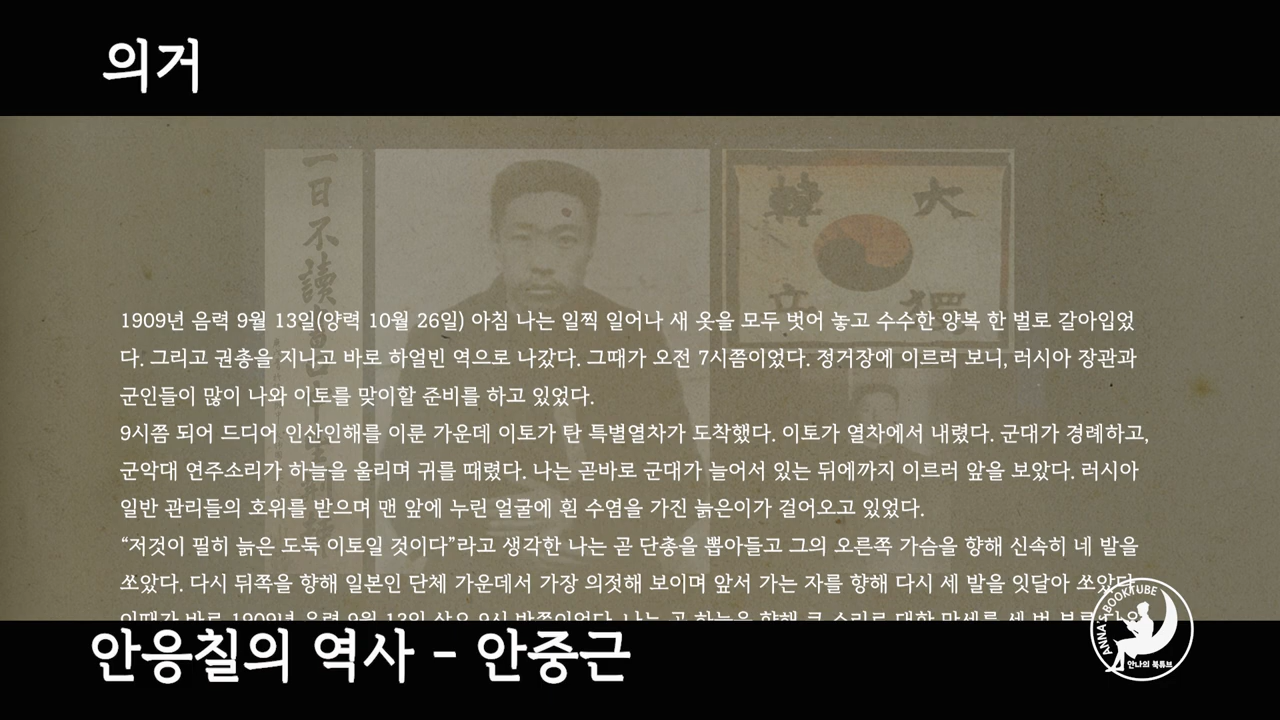 의거
一日不讀
大
韓
立
獨
1909년 음력 9월 13일(양력 10월 26일) 아침 나는 일찍 일어나 새 옷을 모두 벗어 놓고 수수한 양복 한 벌로 갈아입었
다. 그리고 권총을 지니고 바로 하얼빈 역으로 나갔다. 그때가 오전 7시쯤이었다. 정거장에 이르러 보니, 러시아 장관과
군인들이 많이 나와 이토를 맞이할 준비를 하고 있었다.
9시쯤 되어 드디어 인산인해를 이룬 가운데 이토가 탄 특별열차가 도착했다. 이토가 열차에서 내렸다. 군대가 경례하고,
군악대 연주소리가 하늘을 울리며 귀를 때렸다. 나는 곧바로 군대가 늘어서 있는 뒤에까지 이르러 앞을 보았다. 러시아
일반 관리들의 호위를 받으며 맨 앞에 누린 얼굴에 흰 수염을 가진 늙은이가 걸어오고 있었다.
“저것이 필히 늙은 도둑 이토일 것이다”라고 생각한 나는 곧 단총을 뽑아들고 그의 오른쪽 가슴을 향해 신속히 네 발을
쏘았다. 다시 뒤쪽을 향해 일본인 단체 가운데서 가장 의젓해 보이며 앞서 가는 자를 향해 다시 세 발을 잇달아 쏘았다.
안응칠의 역사 - 안중근
ANNA'S BOOKTUBE
안나의 북튜브